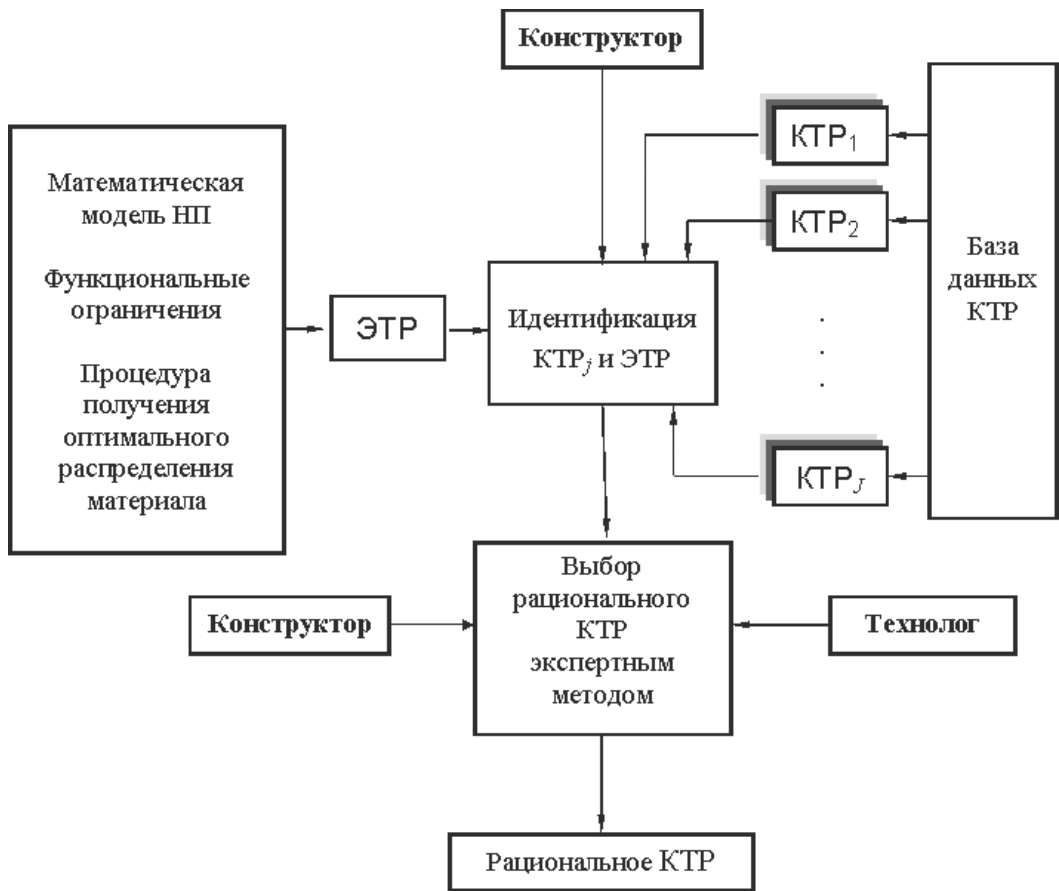 Конструктор
Математическая
модель НП
Функциональные
ограничения
Процедура
получения
оптимального
распределения
материала
ЭТР
Идентификация
КТРj и ЭТР
КТР1
КТР2
.
.
.
КТРJ
База
данных
КТР
Конструктор
Выбор
рационального
КТР
экспертным
методом
Технолог
Рациональное КТР